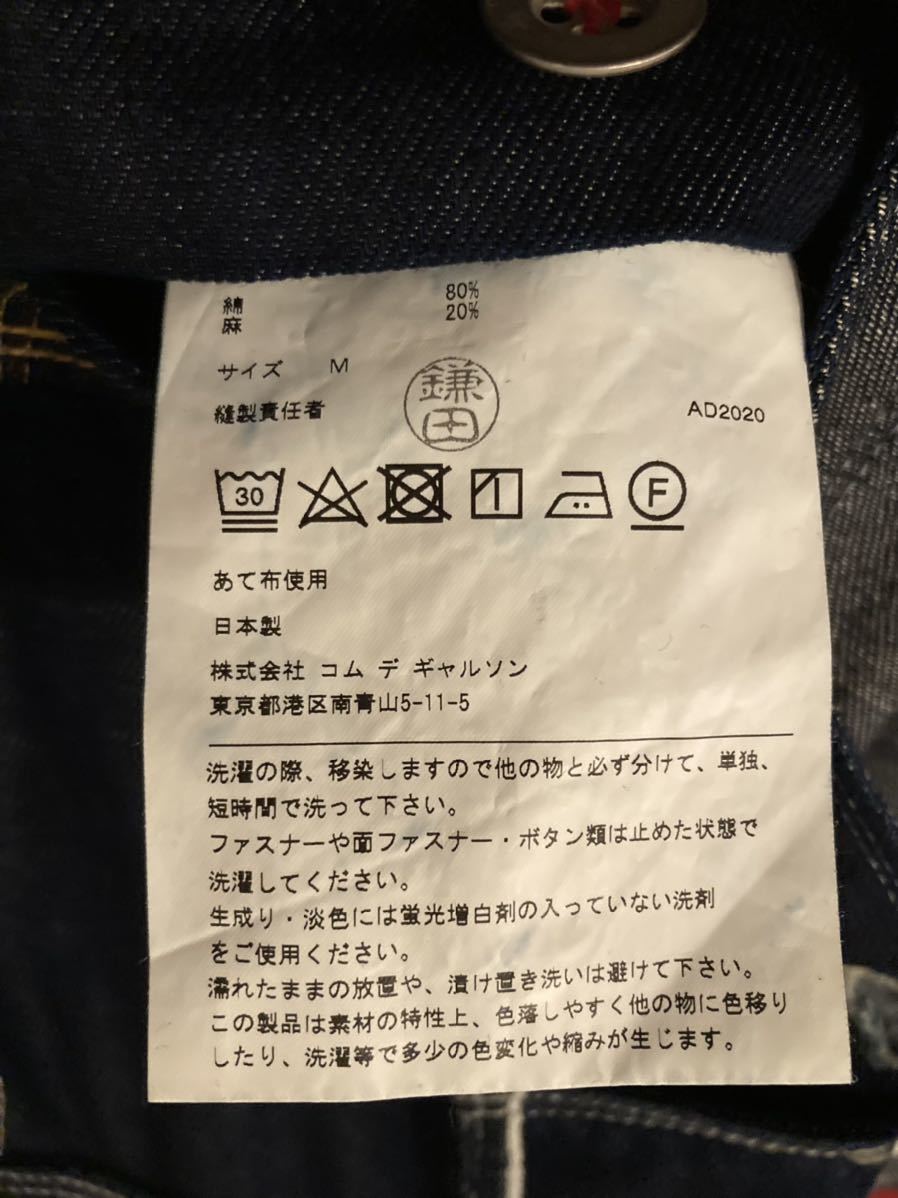 綿 80%
麻 20%
サイズ M
縫製責任者 鎌田 AD2020
30 F
あて布使用
日本製
株式会社 コム デ ギャルソン
東京都港区南青山5-11-5
洗濯の際、移染しますので他の物と必ず分けて、単独、
短時間で洗って下さい。
ファスナーや面ファスナー・ボタン類は止めた状態で
洗濯してください。
生成り・淡色には蛍光増白剤の入っていない洗剤
をご使用ください。
濡れたままの放置や、漬け置き洗いは避けて下さい。
この製品は素材の特性上、色落しやすく他の物に色移り
したり、洗濯等で多少の色変化や縮みが生じます。